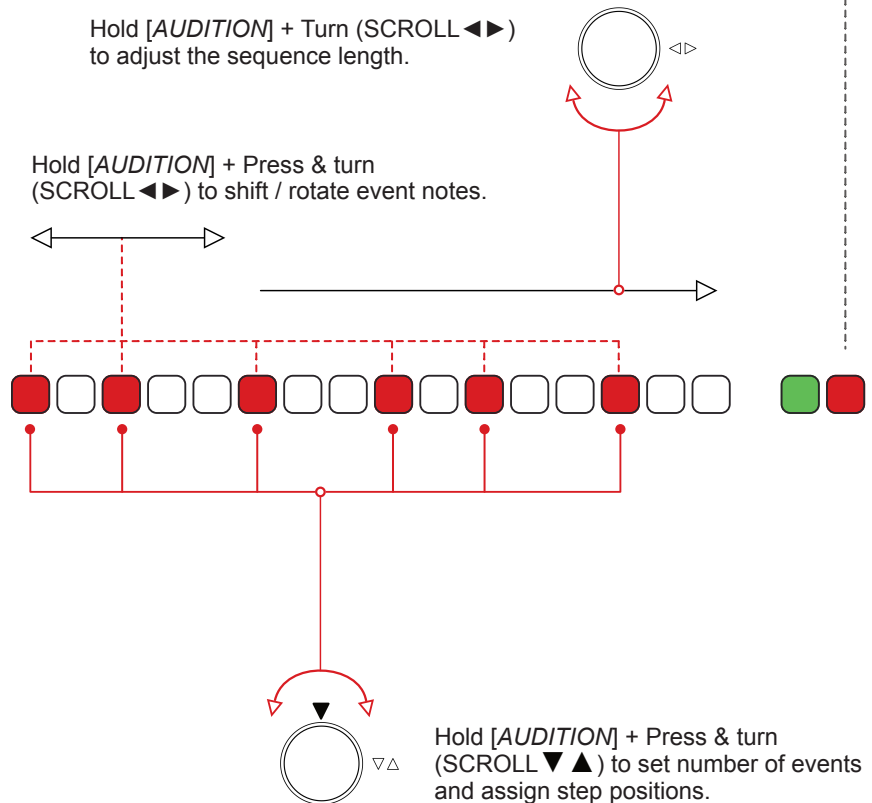 Hold [AUDITION] + Turn (SCROLL◀▶)
to adjust the sequence length.
Hold [AUDITION] + Press & turn
(SCROLL◀▶) to shift / rotate event notes.
Hold [AUDITION] + Press & turn
(SCROLL▼▲) to set number of events
and assign step positions.